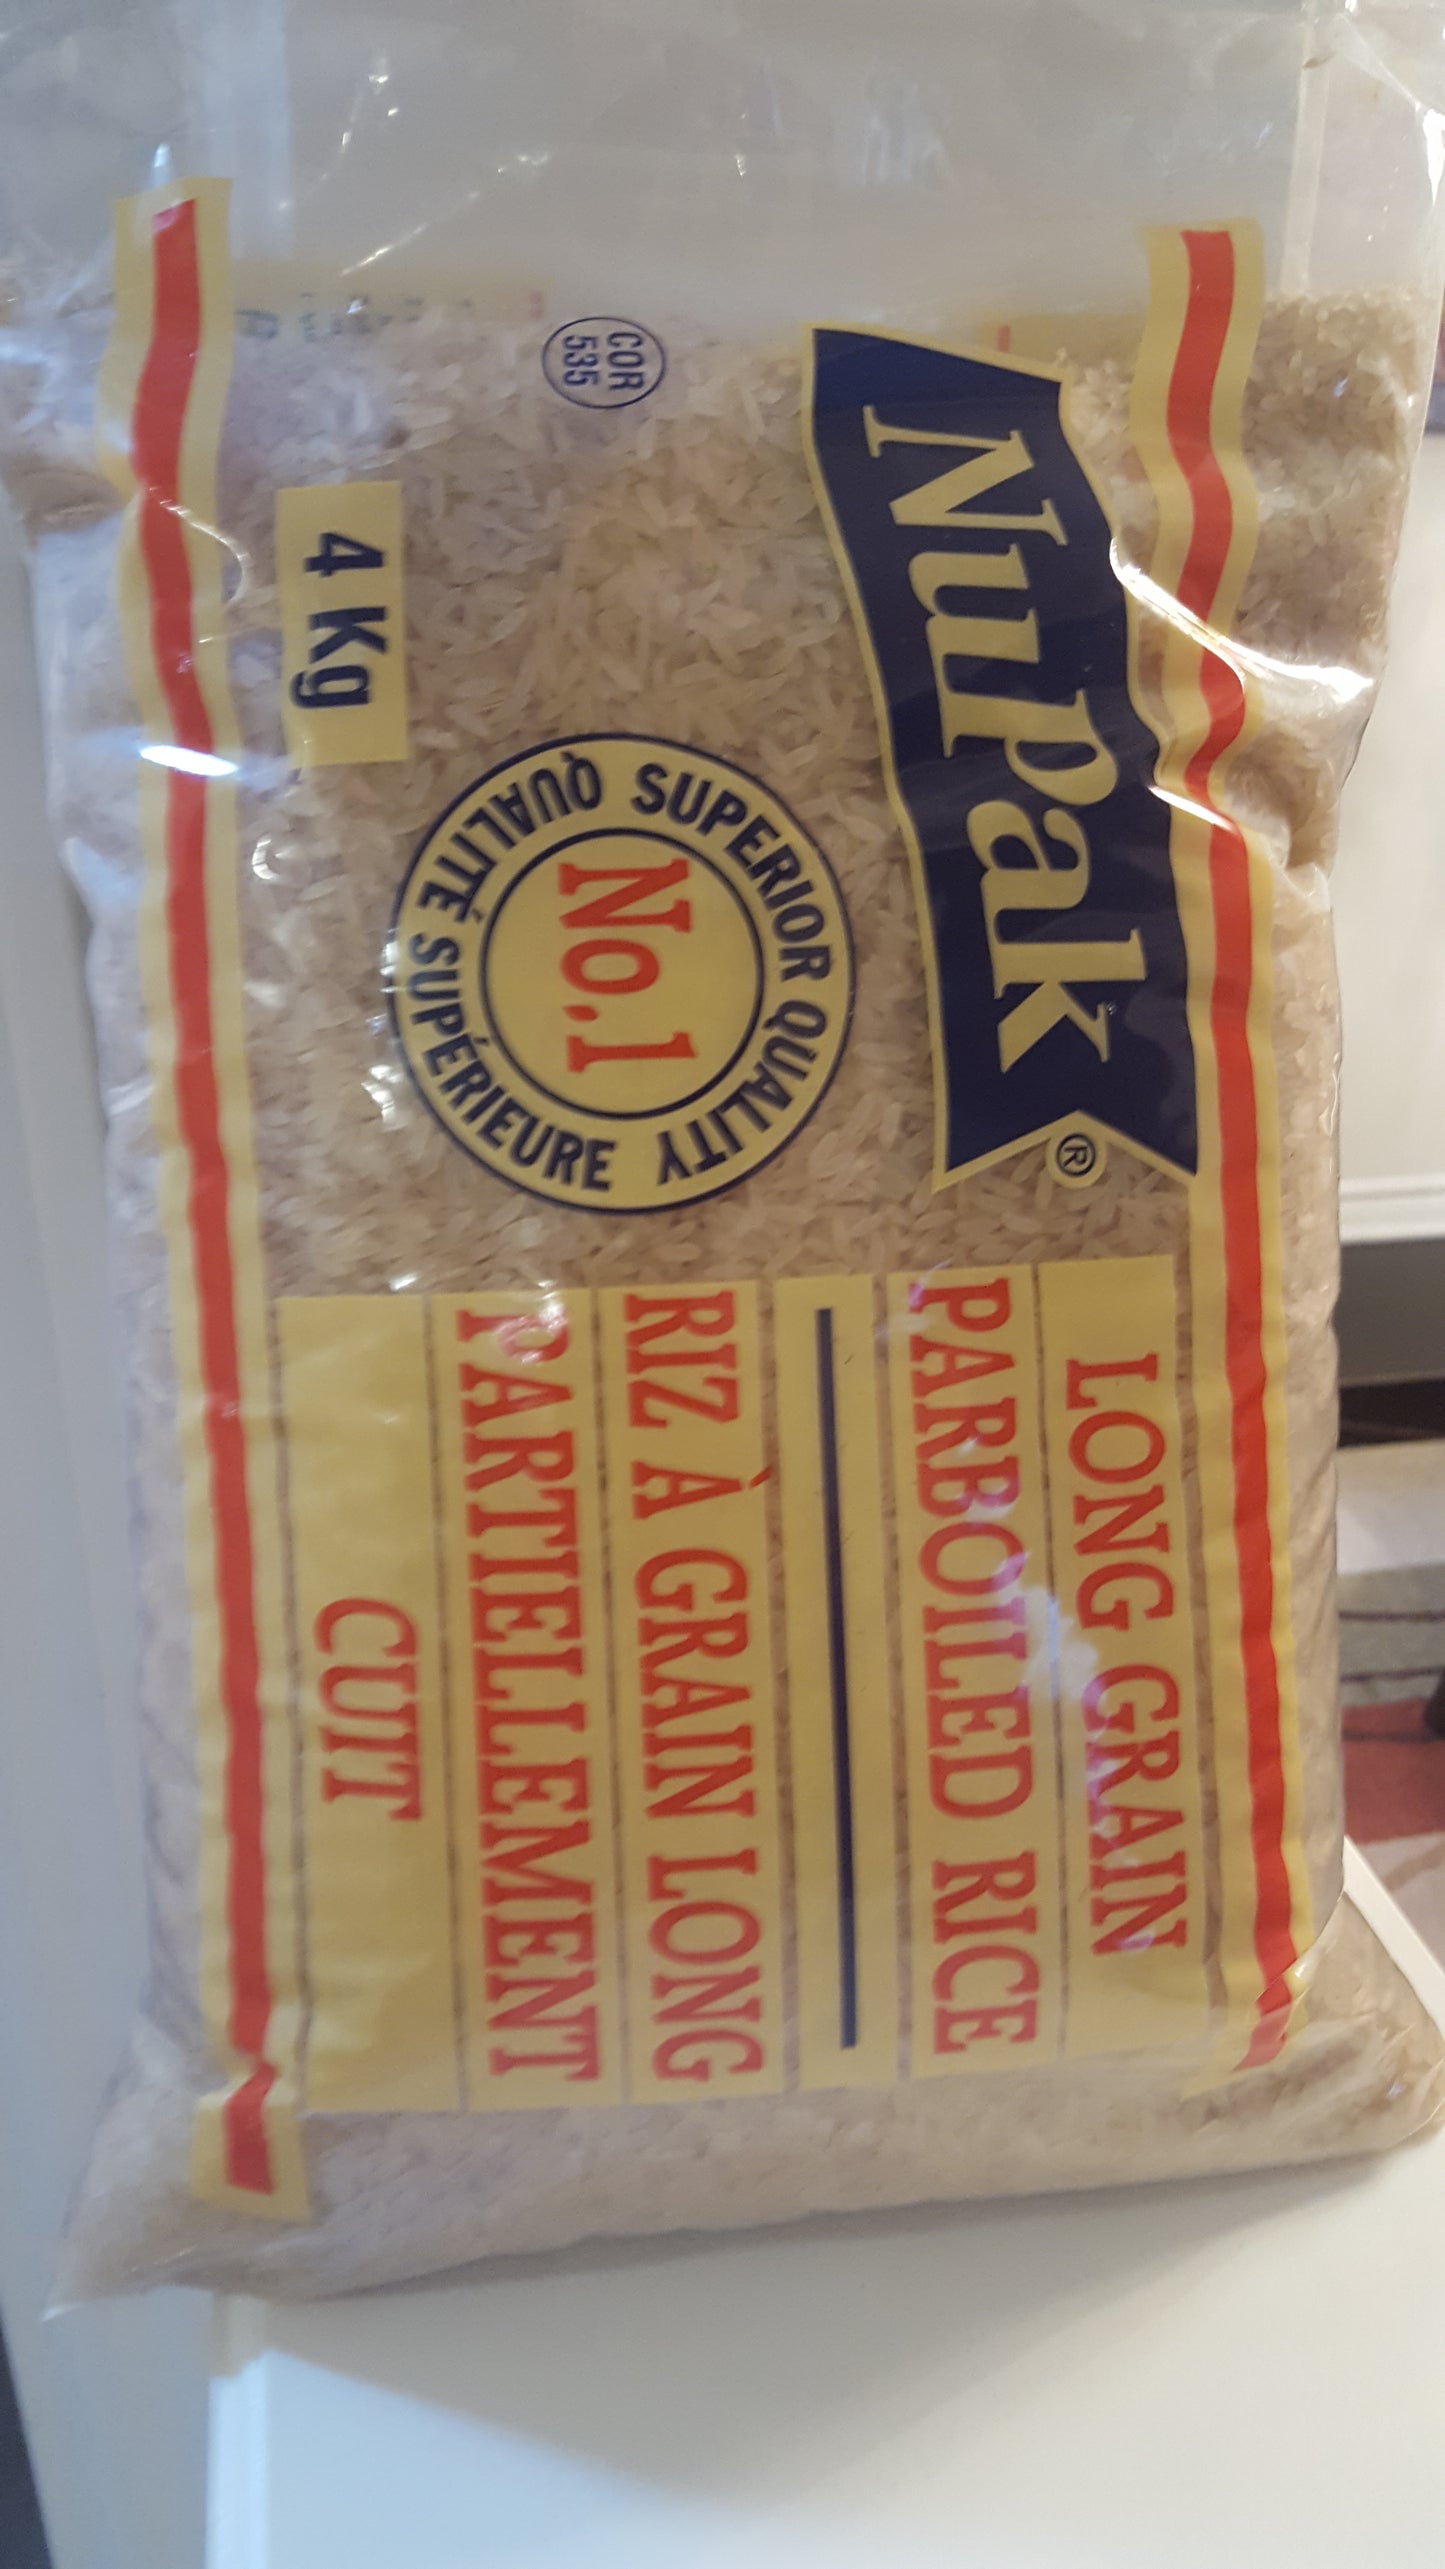 Nupak®
LONG GRAIN
PARBOILED RICE
RIZ À GRAIN LONG
PARTIELLEMENT
CUIT
SUPERIOR QUALITY
No.1
QUALITÉ SUPÉRIEURE
COR
535
4 Kg